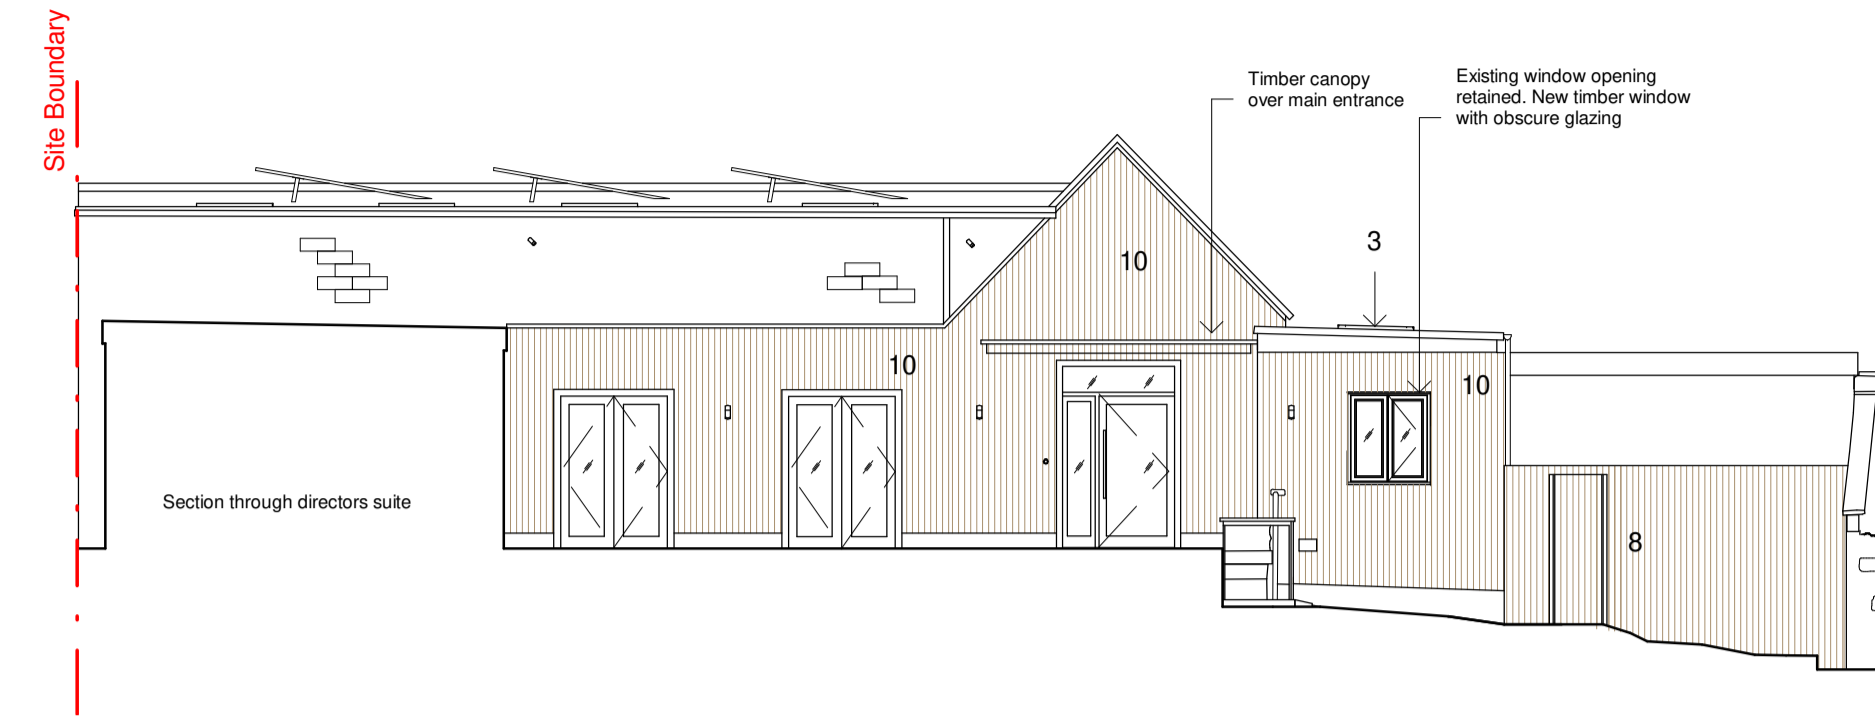 Site Boundary
Timber canopy
over main entrance
Existing window opening
retained. New timber window
with obscure glazing
3
10
10
10
Section through directors suite
8